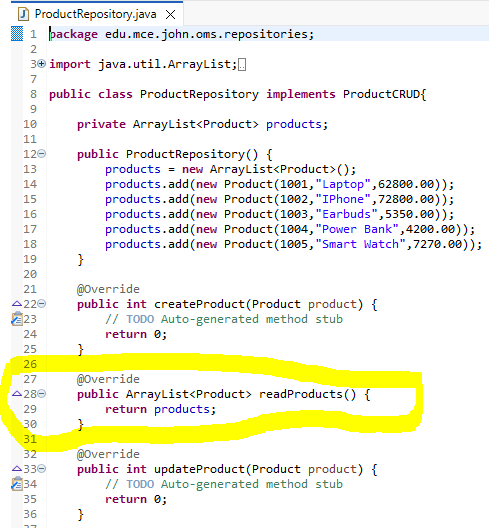 ProductRepository.java
1 package edu.mce.john.oms.repositories;
2
3 import java.util.ArrayList;
7
8 public class ProductRepository implements ProductCRUD{
9
10     private ArrayList<Product> products;
11
12     public ProductRepository() {
13         products = new ArrayList<Product>();
14         products.add(new Product(1001,"Laptop",62800.00));
15         products.add(new Product(1002,"IPhone",72800.00));
16         products.add(new Product(1003,"Earbuds",5350.00));
17         products.add(new Product(1004,"Power Bank",4200.00));
18         products.add(new Product(1005,"Smart Watch",7270.00));
19     }
20
21     @Override
22     public int createProduct(Product product) {
23         // TODO Auto-generated method stub
24         return 0;
25     }
26
27     @Override
28     public ArrayList<Product> readProducts() {
29         return products;
30     }
31
32     @Override
33     public int updateProduct(Product product) {
34         // TODO Auto-generated method stub
35         return 0;
36     }
37